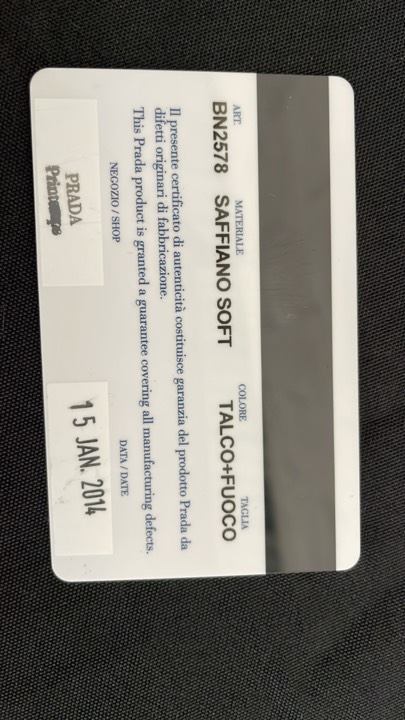 ART. MATERIALE COLORE TAGLIA
BN2578 SAFFIANO SOFT TALCO+FUOCO
Il presente certificato di autenticità costituisce garanzia del prodotto Prada da
difetti originari di fabbricazione.
This Prada product is granted a guarantee covering all manufacturing defects.
NEGOZIO / SHOP DATA / DATE
PRADA 15 JAN. 2014
Printemps